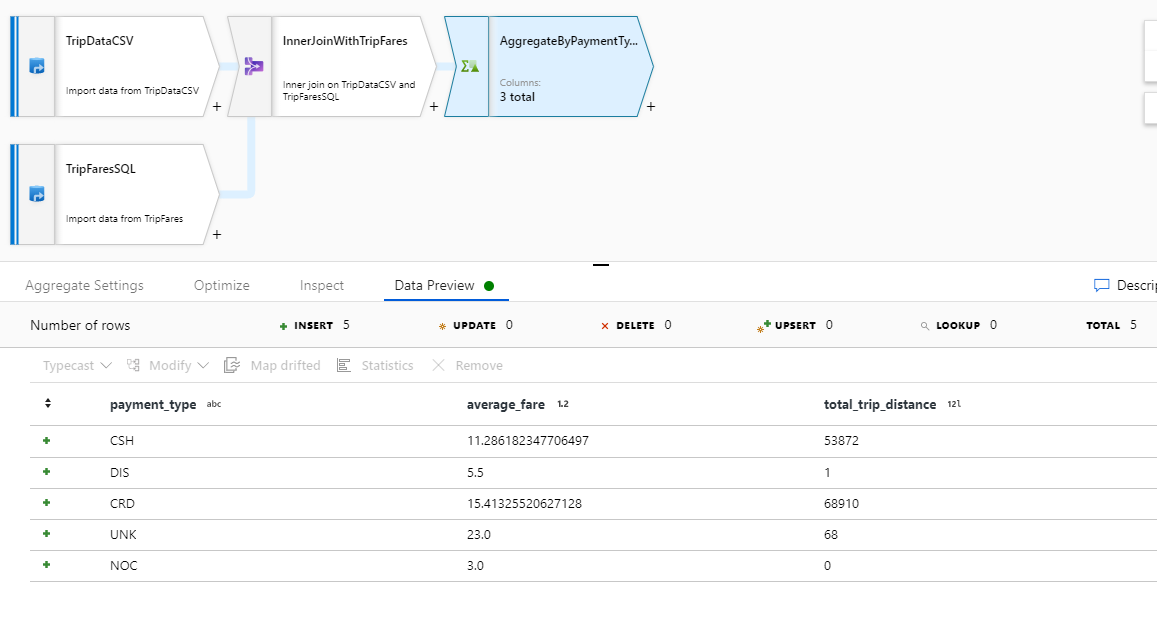 TripDataCSV
Import data from TripDataCSV
+
InnerJoinWithTripFares
Inner join on TripDataCSV and
TripFaresSQL
+
AggregateByPaymentTy...
Columns:
3 total
+
TripFaresSQL
Import data from TripFares
+
Aggregate Settings Optimize Inspect Data Preview Descrip
Number of rows INSERT 5 UPDATE 0 DELETE 0 UPSERT 0 LOOKUP 0 TOTAL 5
Typecast Modify Map drifted Statistics Remove
payment_type abc average_fare 1.2 total_trip_distance 12l
CSH 11.286182347706497 53872
DIS 5.5 1
CRD 15.41325520627128 68910
UNK 23.0 68
NOC 3.0 0